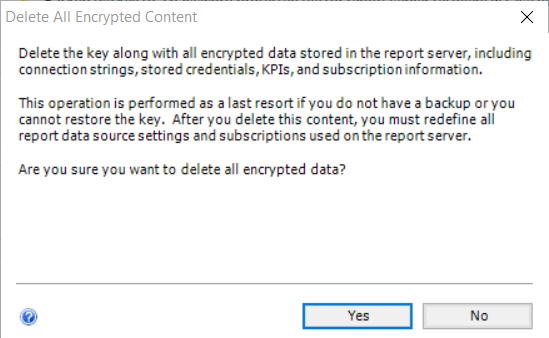 Delete All Encrypted Content
Delete the key along with all encrypted data stored in the report server, including
connection strings, stored credentials, KPIs, and subscription information.
This operation is performed as a last resort if you do not have a backup or you
cannot restore the key.  After you delete this content, you must redefine all
report data source settings and subscriptions used on the report server.
Are you sure you want to delete all encrypted data?
Yes
No